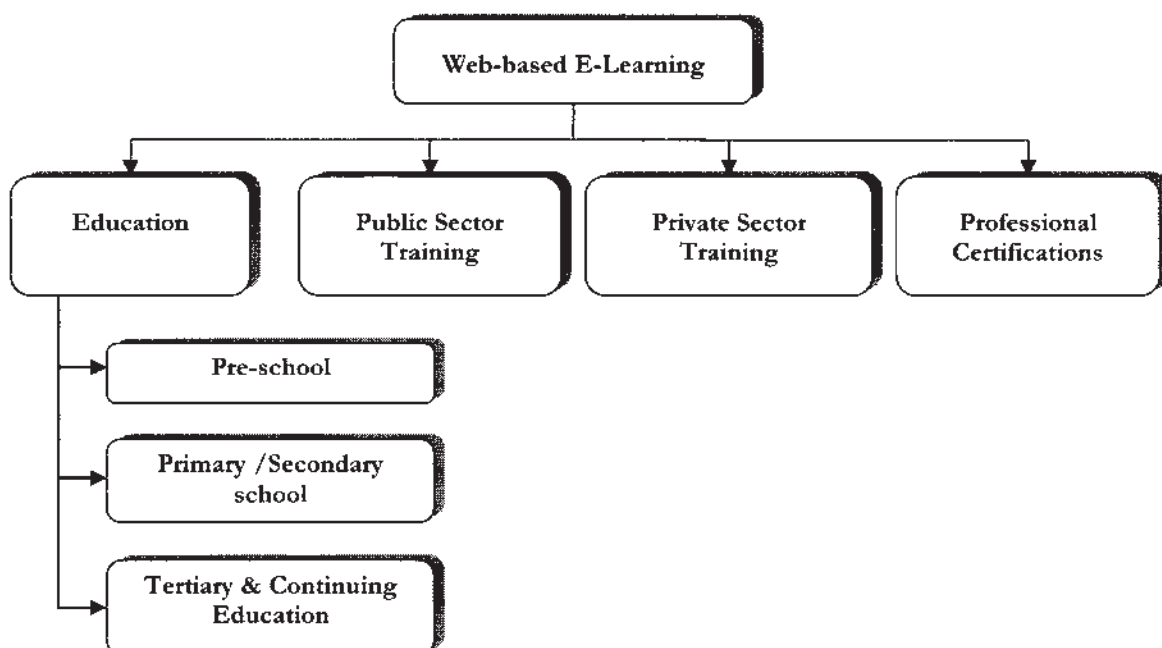 Web-based E-Learning
Education
Public Sector
Training
Private Sector
Training
Professional
Certifications
Pre-school
Primary /Secondary
school
Tertiary & Continuing
Education